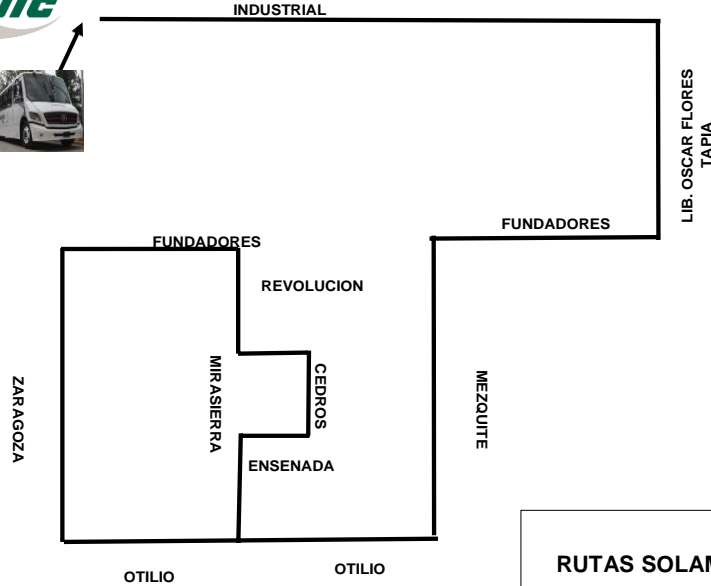 INDUSTRIAL
LIB. OSCAR FLORES
TAPIA
FUNDADORES
FUNDADORES
REVOLUCION
ZARAGOZA
MIRASIERRA
CEDROS
MEZQUITE
ENSENADA
OTILIO
OTILIO